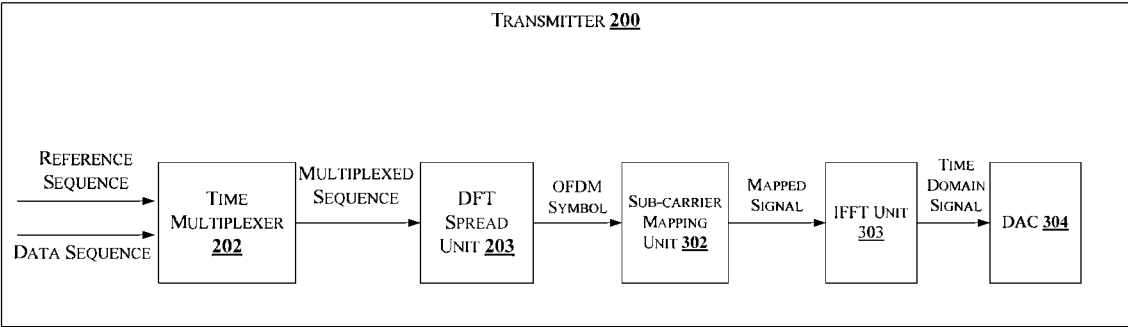 TRANSMITTER 200
REFERENCE
SEQUENCE
DATA SEQUENCE
TIME
MULTIPLEXER
202
MULTIPLEXED
SEQUENCE
DFT
SPREAD
UNIT 203
OFDM
SYMBOL
SUB-CARRIER
MAPPING
UNIT 302
MAPPED
SIGNAL
IFFT UNIT
303
TIME
DOMAIN
SIGNAL
DAC 304